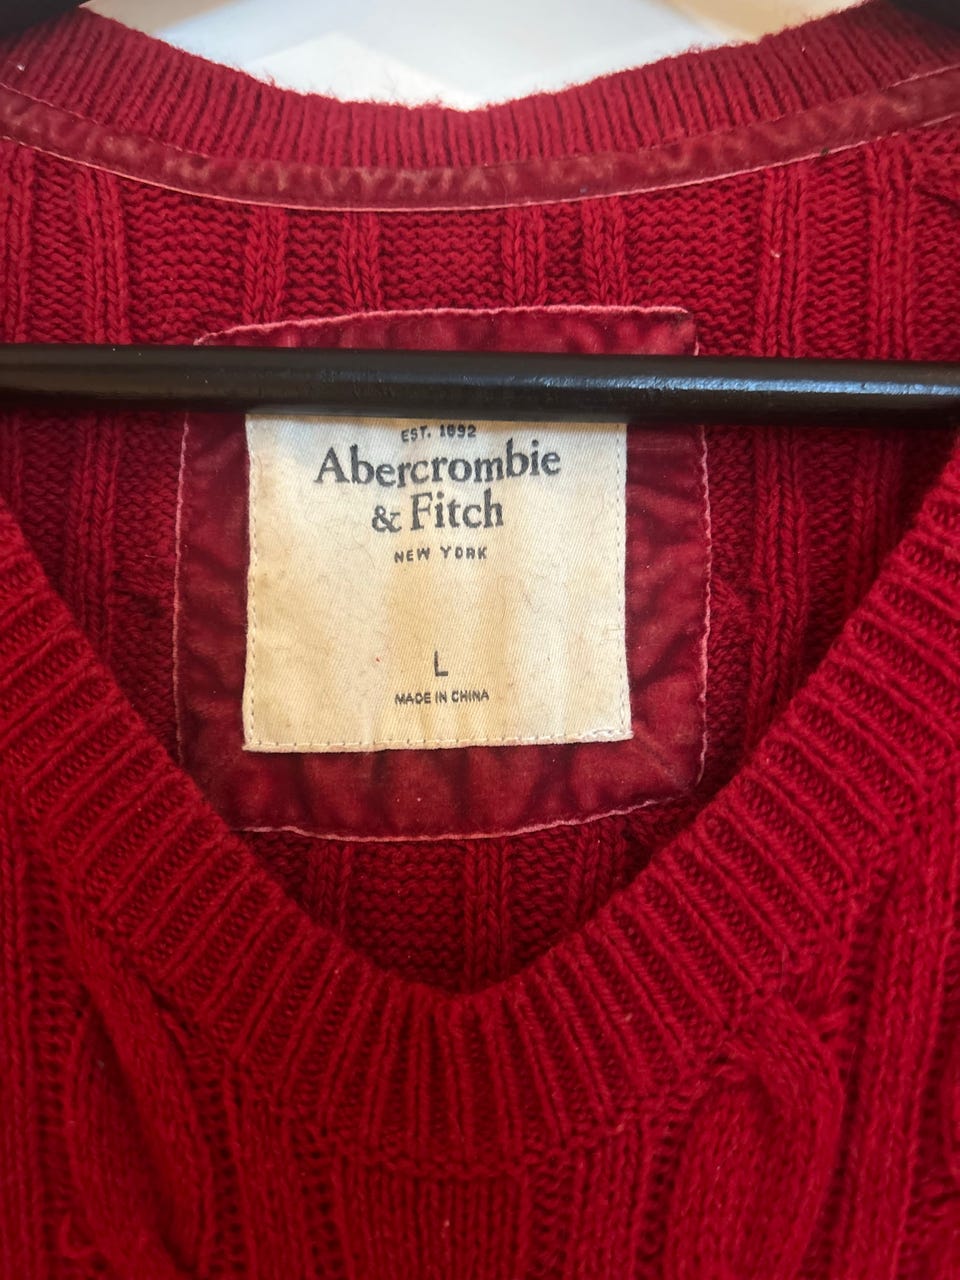 EST. 1892
Abercrombie
& Fitch
NEW YORK
L
MADE IN CHINA